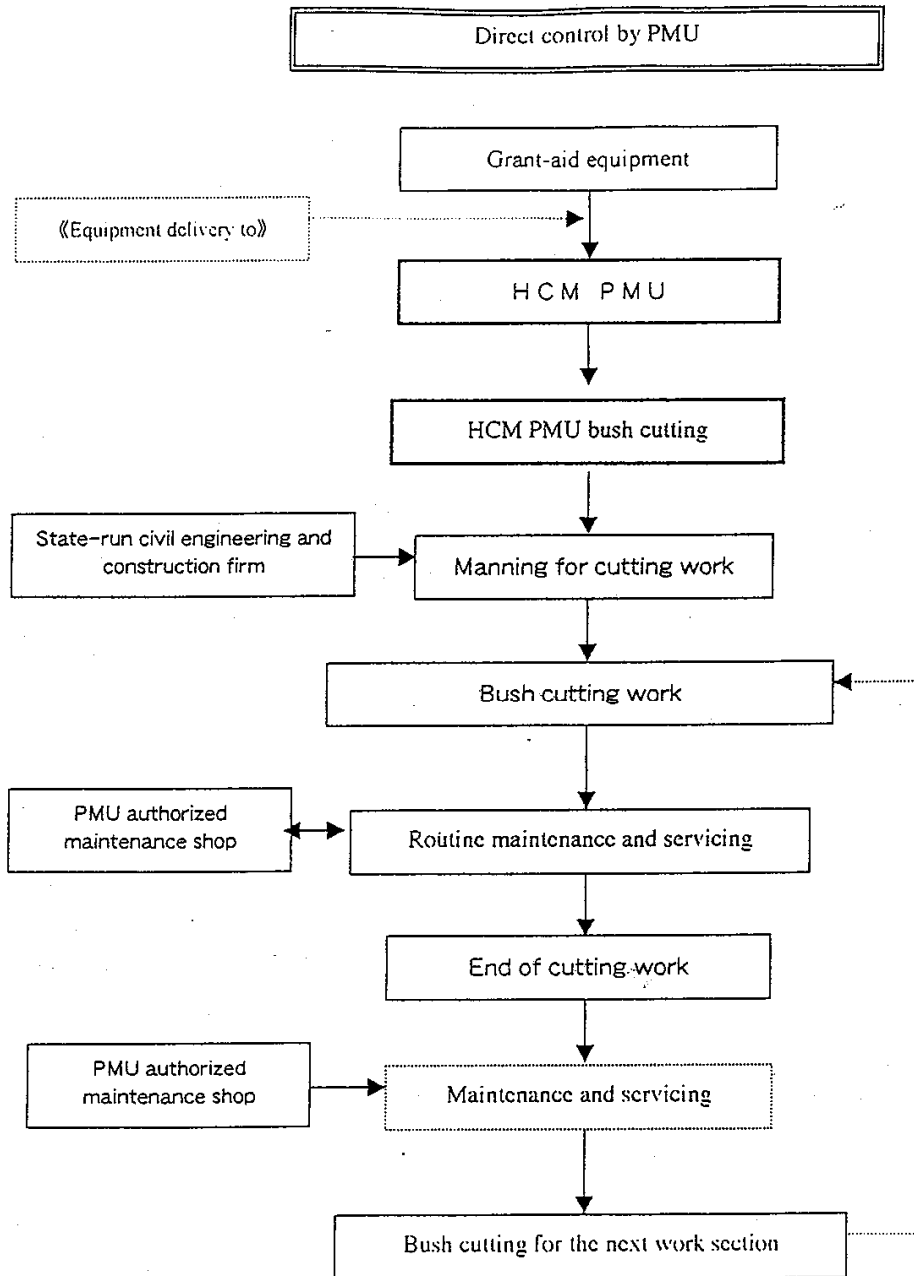 Direct control by PMU
Grant-aid equipment
《Equipment delivery to》
HCM PMU
HCM PMU bush cutting
State-run civil engineering and
construction firm
Manning for cutting work
Bush cutting work
PMU authorized
maintenance shop
Routine maintenance and servicing
End of cutting work
PMU authorized
maintenance shop
Maintenance and servicing
Bush cutting for the next work section